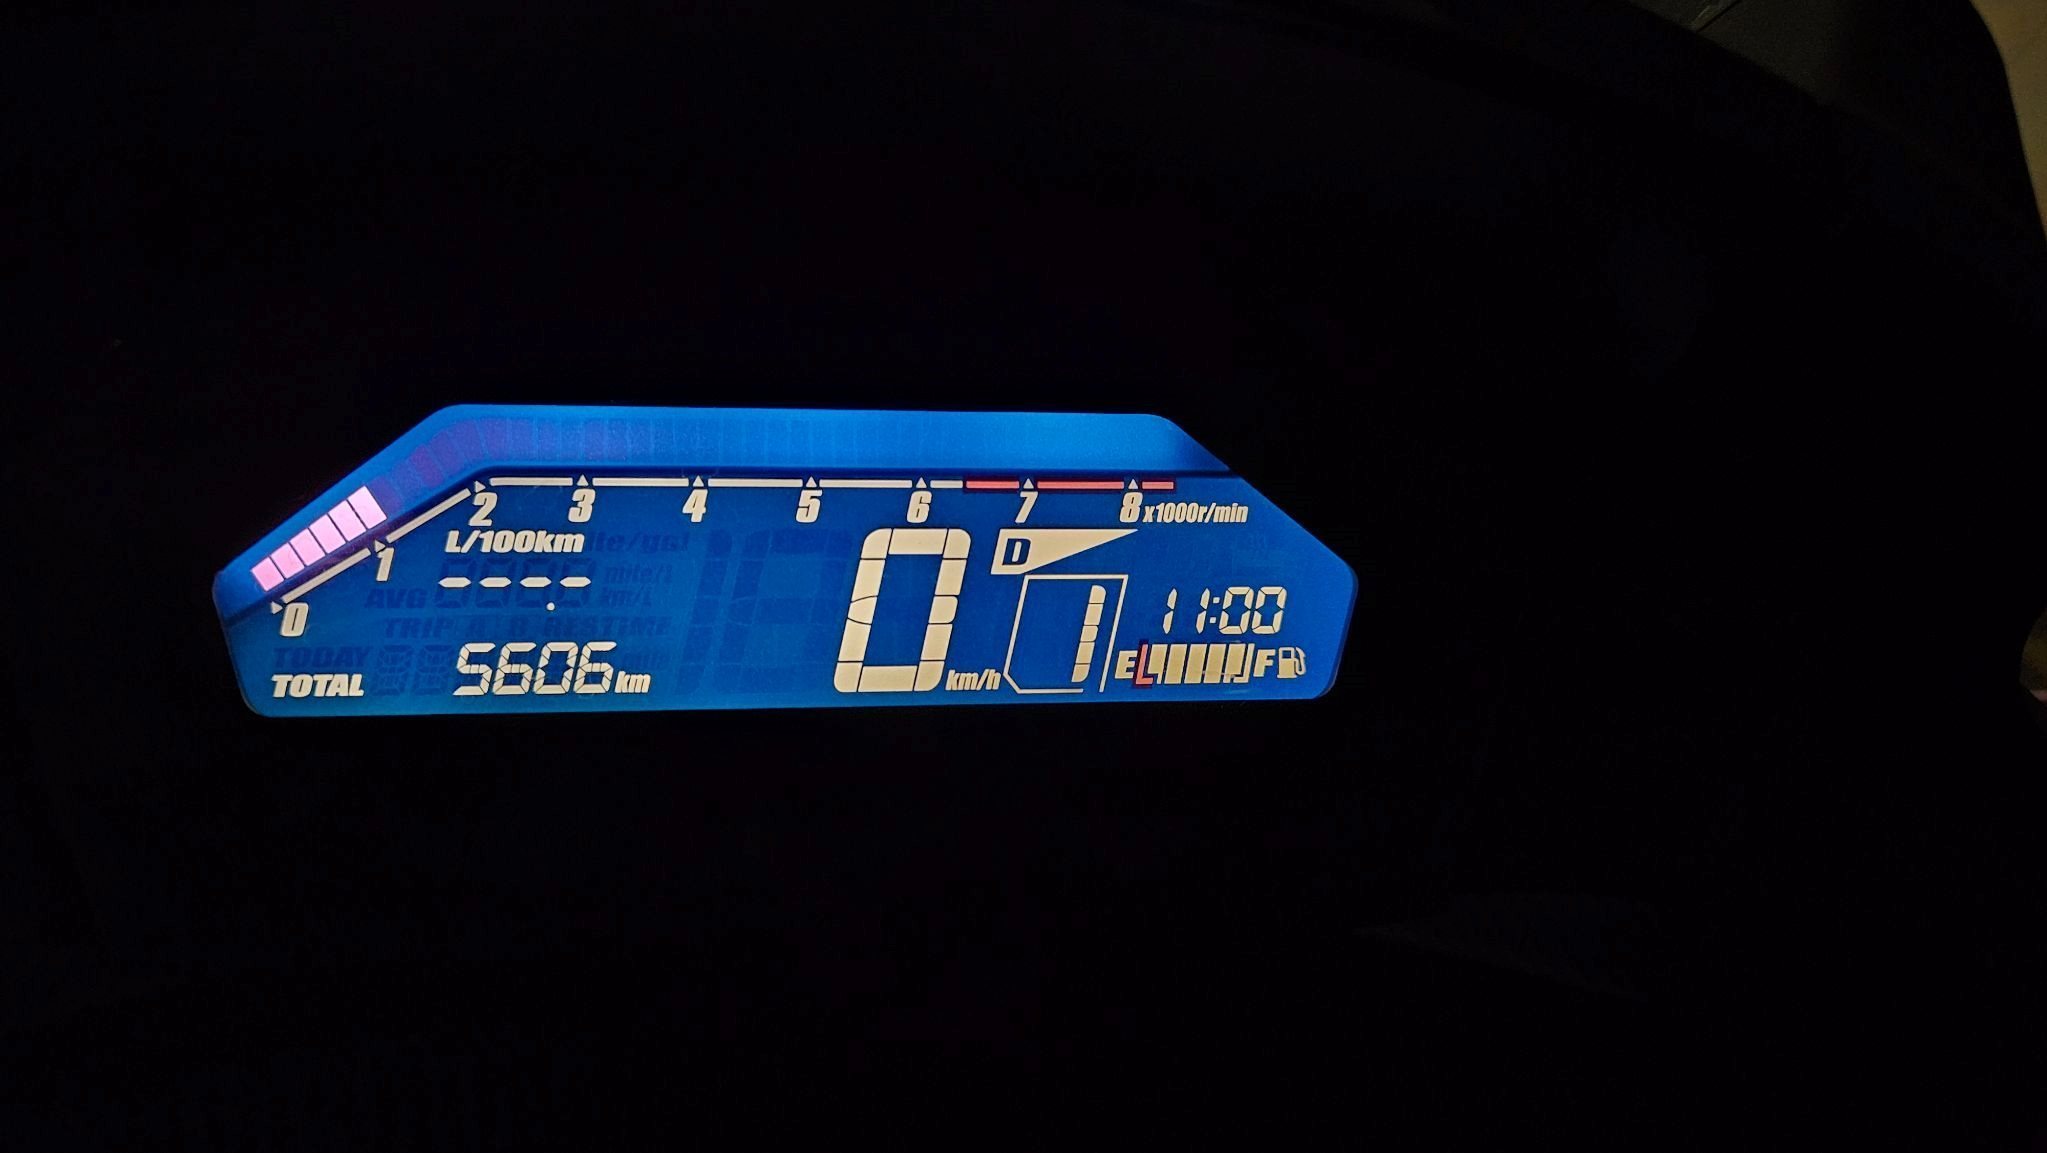 0 1 2 3 4 5 6 7 8 x1000r/min
L/100km
----
D
0 km/h
1
11:00
E F
TOTAL 5606 km